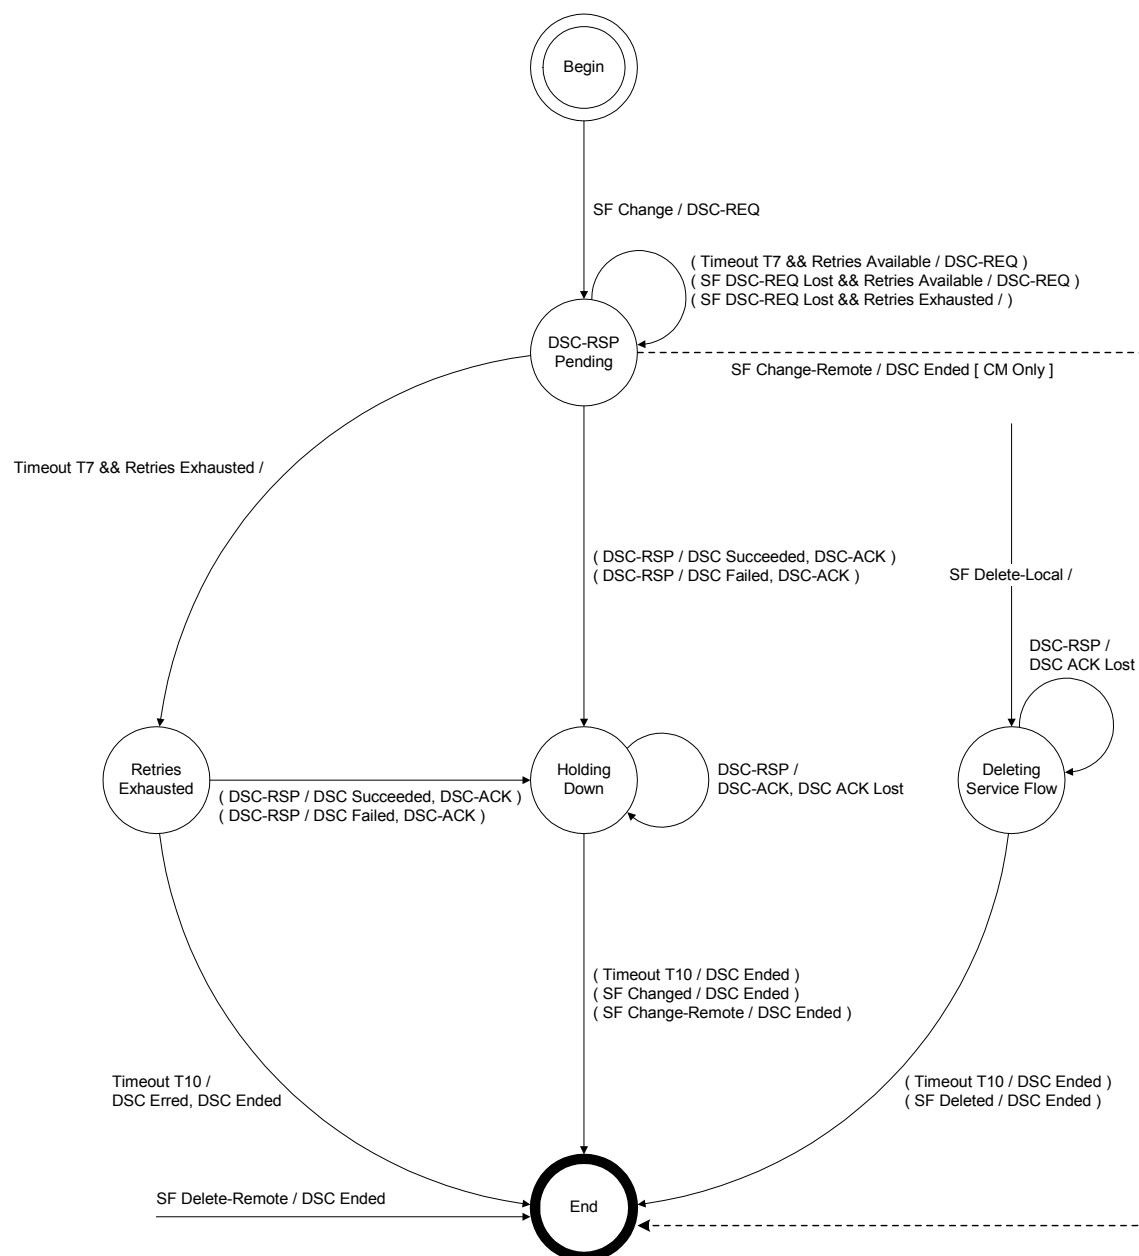 Begin
SF Change / DSC-REQ
( Timeout T7 && Retries Available / DSC-REQ )
( SF DSC-REQ Lost && Retries Available / DSC-REQ )
( SF DSC-REQ Lost && Retries Exhausted / )
DSC-RSP
Pending
SF Change-Remote / DSC Ended [ CM Only ]
Timeout T7 && Retries Exhausted /
( DSC-RSP / DSC Succeeded, DSC-ACK )
( DSC-RSP / DSC Failed, DSC-ACK )
SF Delete-Local /
DSC-RSP /
DSC ACK Lost
Retries
Exhausted
( DSC-RSP / DSC Succeeded, DSC-ACK )
( DSC-RSP / DSC Failed, DSC-ACK )
Holding
Down
DSC-RSP /
DSC-ACK, DSC ACK Lost
Deleting
Service Flow
( Timeout T10 / DSC Ended )
( SF Changed / DSC Ended )
( SF Change-Remote / DSC Ended )
Timeout T10 /
DSC Erred, DSC Ended
( Timeout T10 / DSC Ended )
( SF Deleted / DSC Ended )
SF Delete-Remote / DSC Ended
End